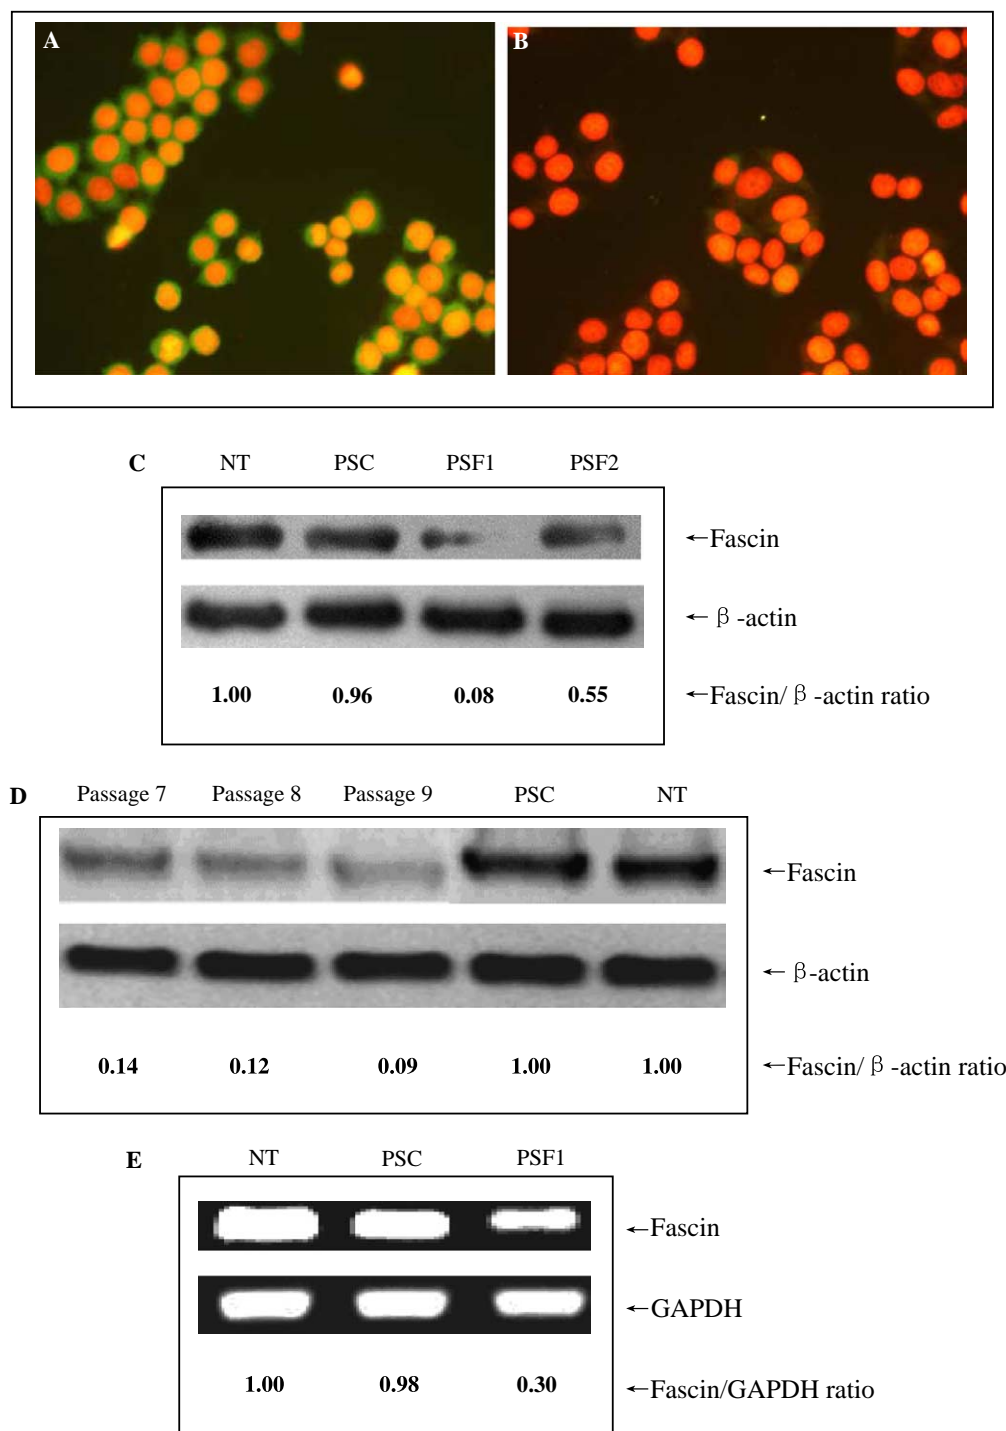 A B
C NT PSC PSF1 PSF2
←Fascin
← β -actin
1.00 0.96 0.08 0.55 ←Fascin/ β -actin ratio
D Passage 7 Passage 8 Passage 9 PSC NT
←Fascin
← β-actin
0.14 0.12 0.09 1.00 1.00 ←Fascin/ β -actin ratio
E NT PSC PSF1
←Fascin
←GAPDH
1.00 0.98 0.30 ←Fascin/GAPDH ratio